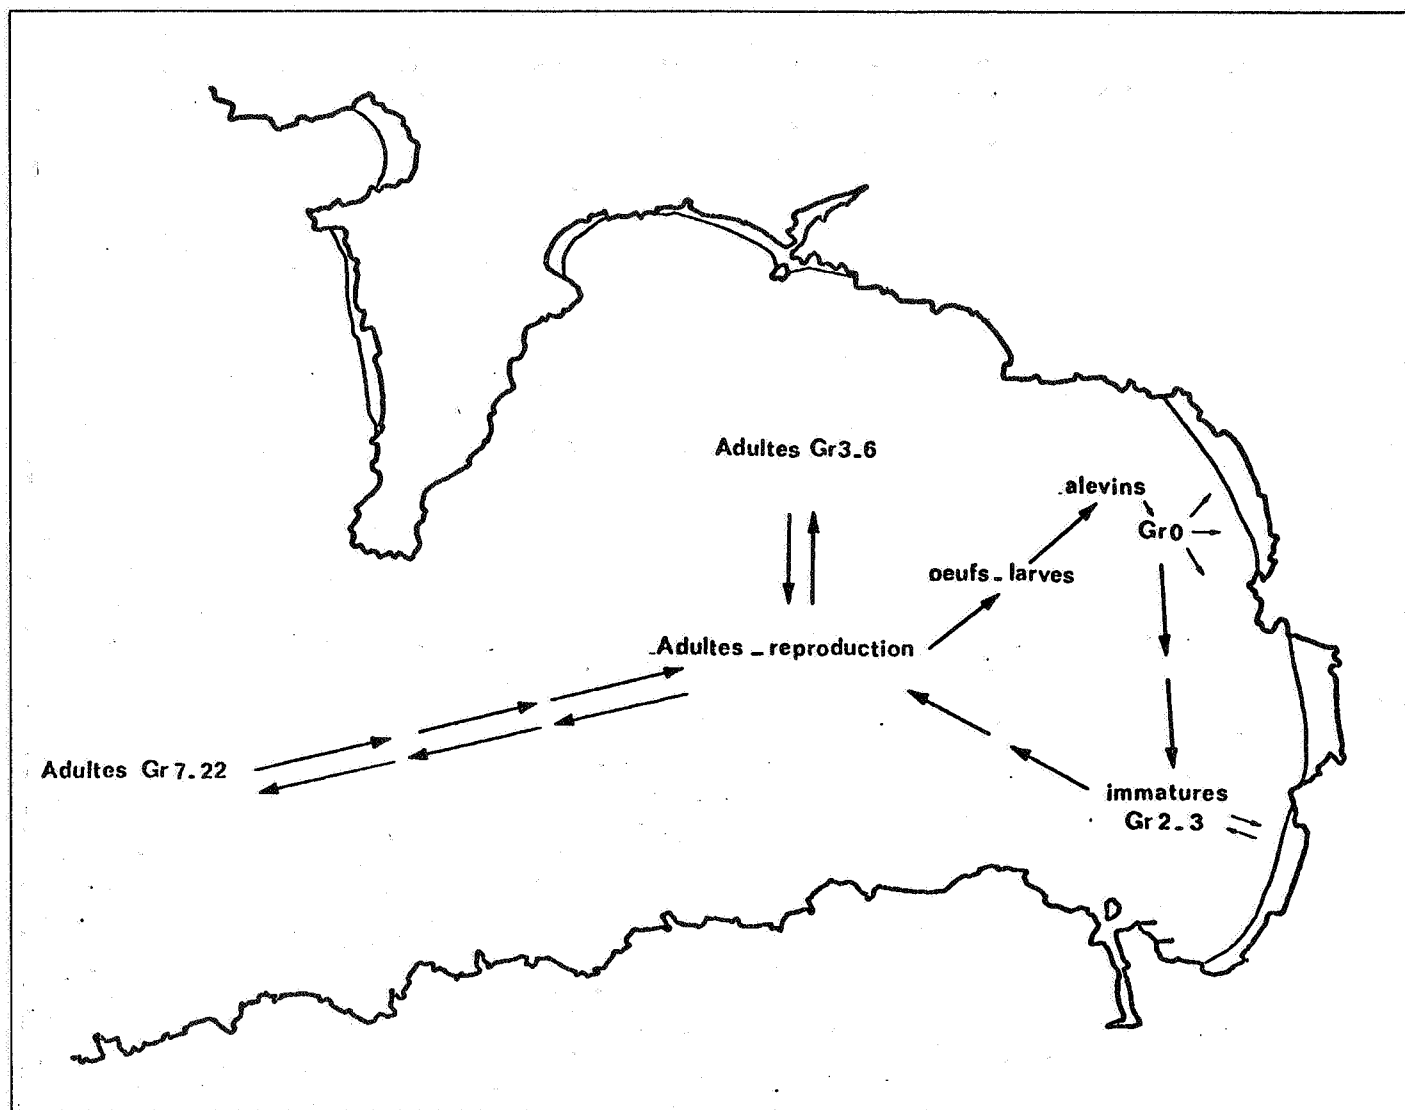 Adultes Gr3-6
alevins
Gr0
oeufs-larves
Adultes-reproduction
Adultes Gr7-22
immatures
Gr2-3